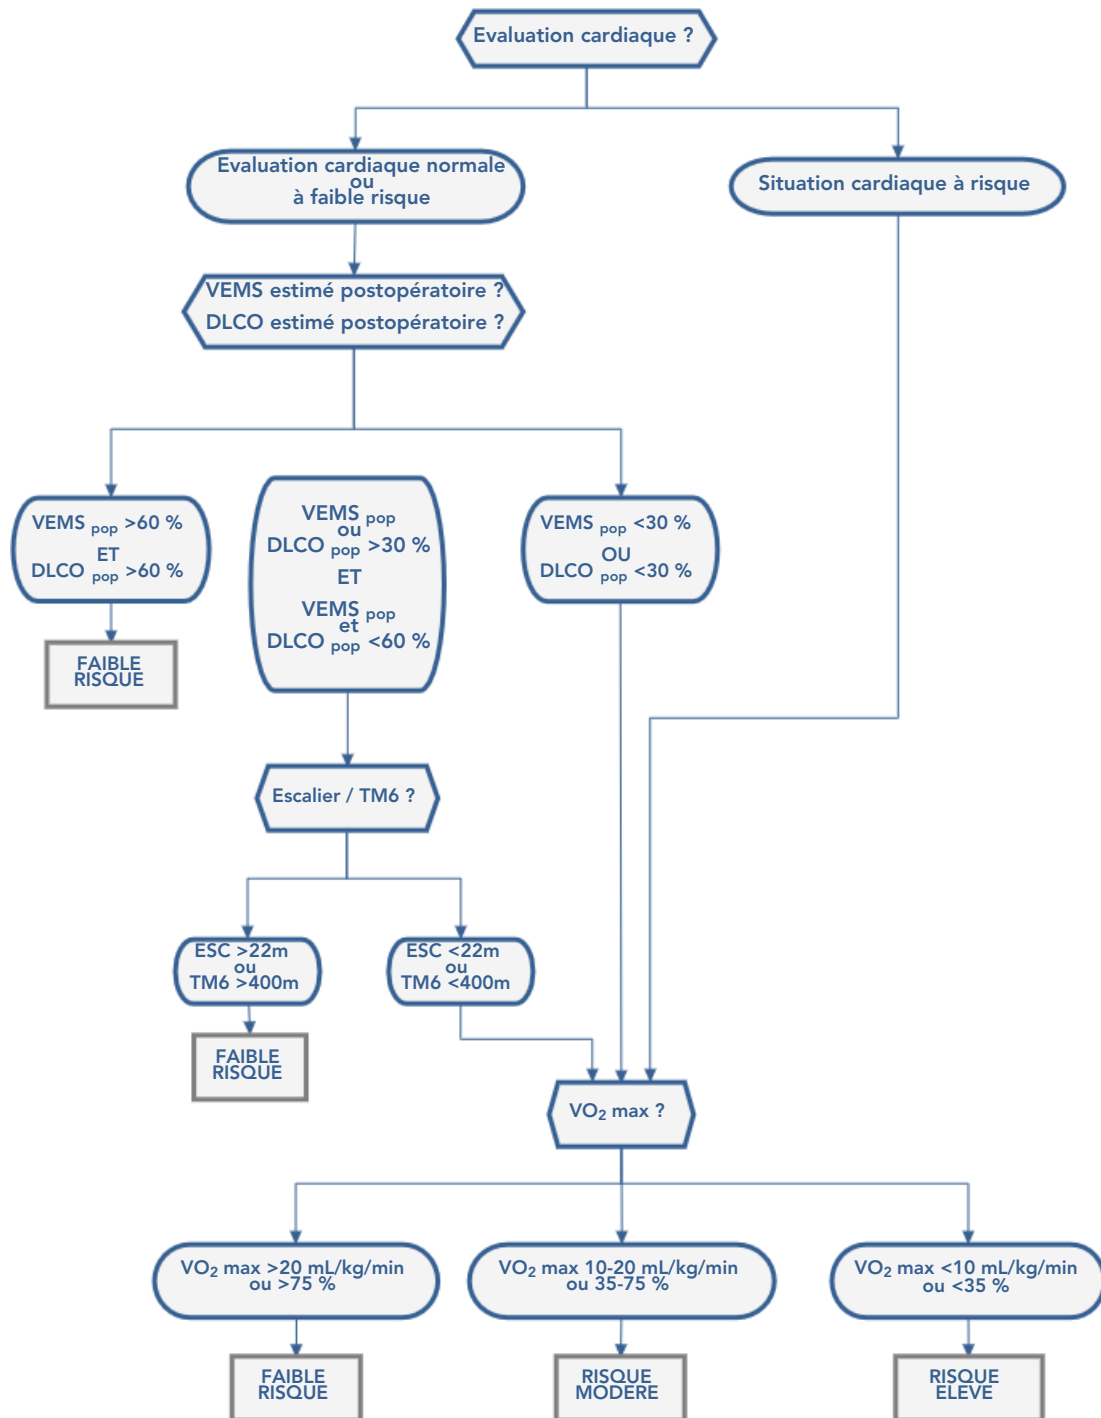 Evaluation cardiaque ?
Evaluation cardiaque normale
ou
à faible risque
Situation cardiaque à risque
VEMS estimé postopératoire ?
DLCO estimé postopératoire ?
VEMS pop >60 %
ET
DLCO pop >60 %
VEMS pop
ou
DLCO pop >30 %
ET
VEMS pop
et
DLCO pop <60 %
VEMS pop <30 %
OU
DLCO pop <30 %
FAIBLE
RISQUE
Escalier / TM6 ?
ESC >22m
ou
TM6 >400m
ESC <22m
ou
TM6 <400m
FAIBLE
RISQUE
VO2 max ?
VO2 max >20 mL/kg/min
ou >75 %
VO2 max 10-20 mL/kg/min
ou 35-75 %
VO2 max <10 mL/kg/min
ou <35 %
FAIBLE
RISQUE
RISQUE
MODERE
RISQUE
ELEVE